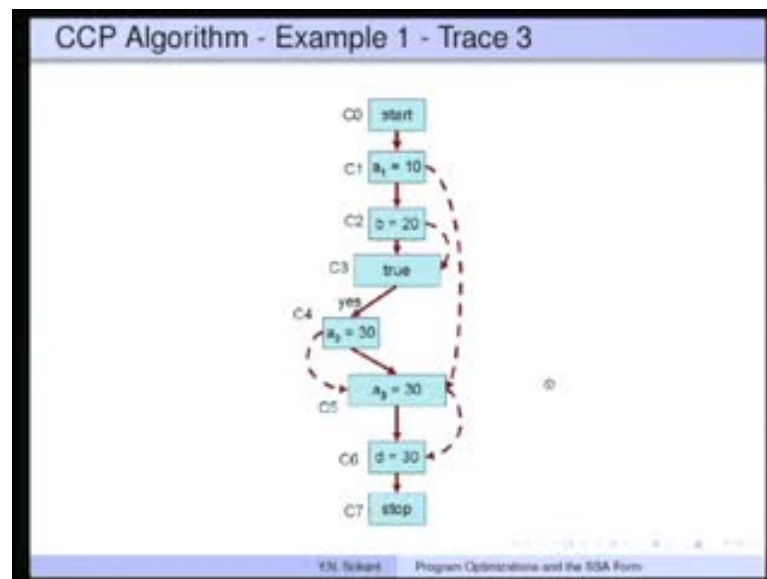 CCP Algorithm - Example 1 - Trace 3
C0 start
C1 a₁ = 10
C2 b = 20
C3 true
yes
C4
a₂ = 30
a₃ = 30
C5
C6 d = 30
C7 stop
Y.N. Srikant Program Optimizations and the SSA Form